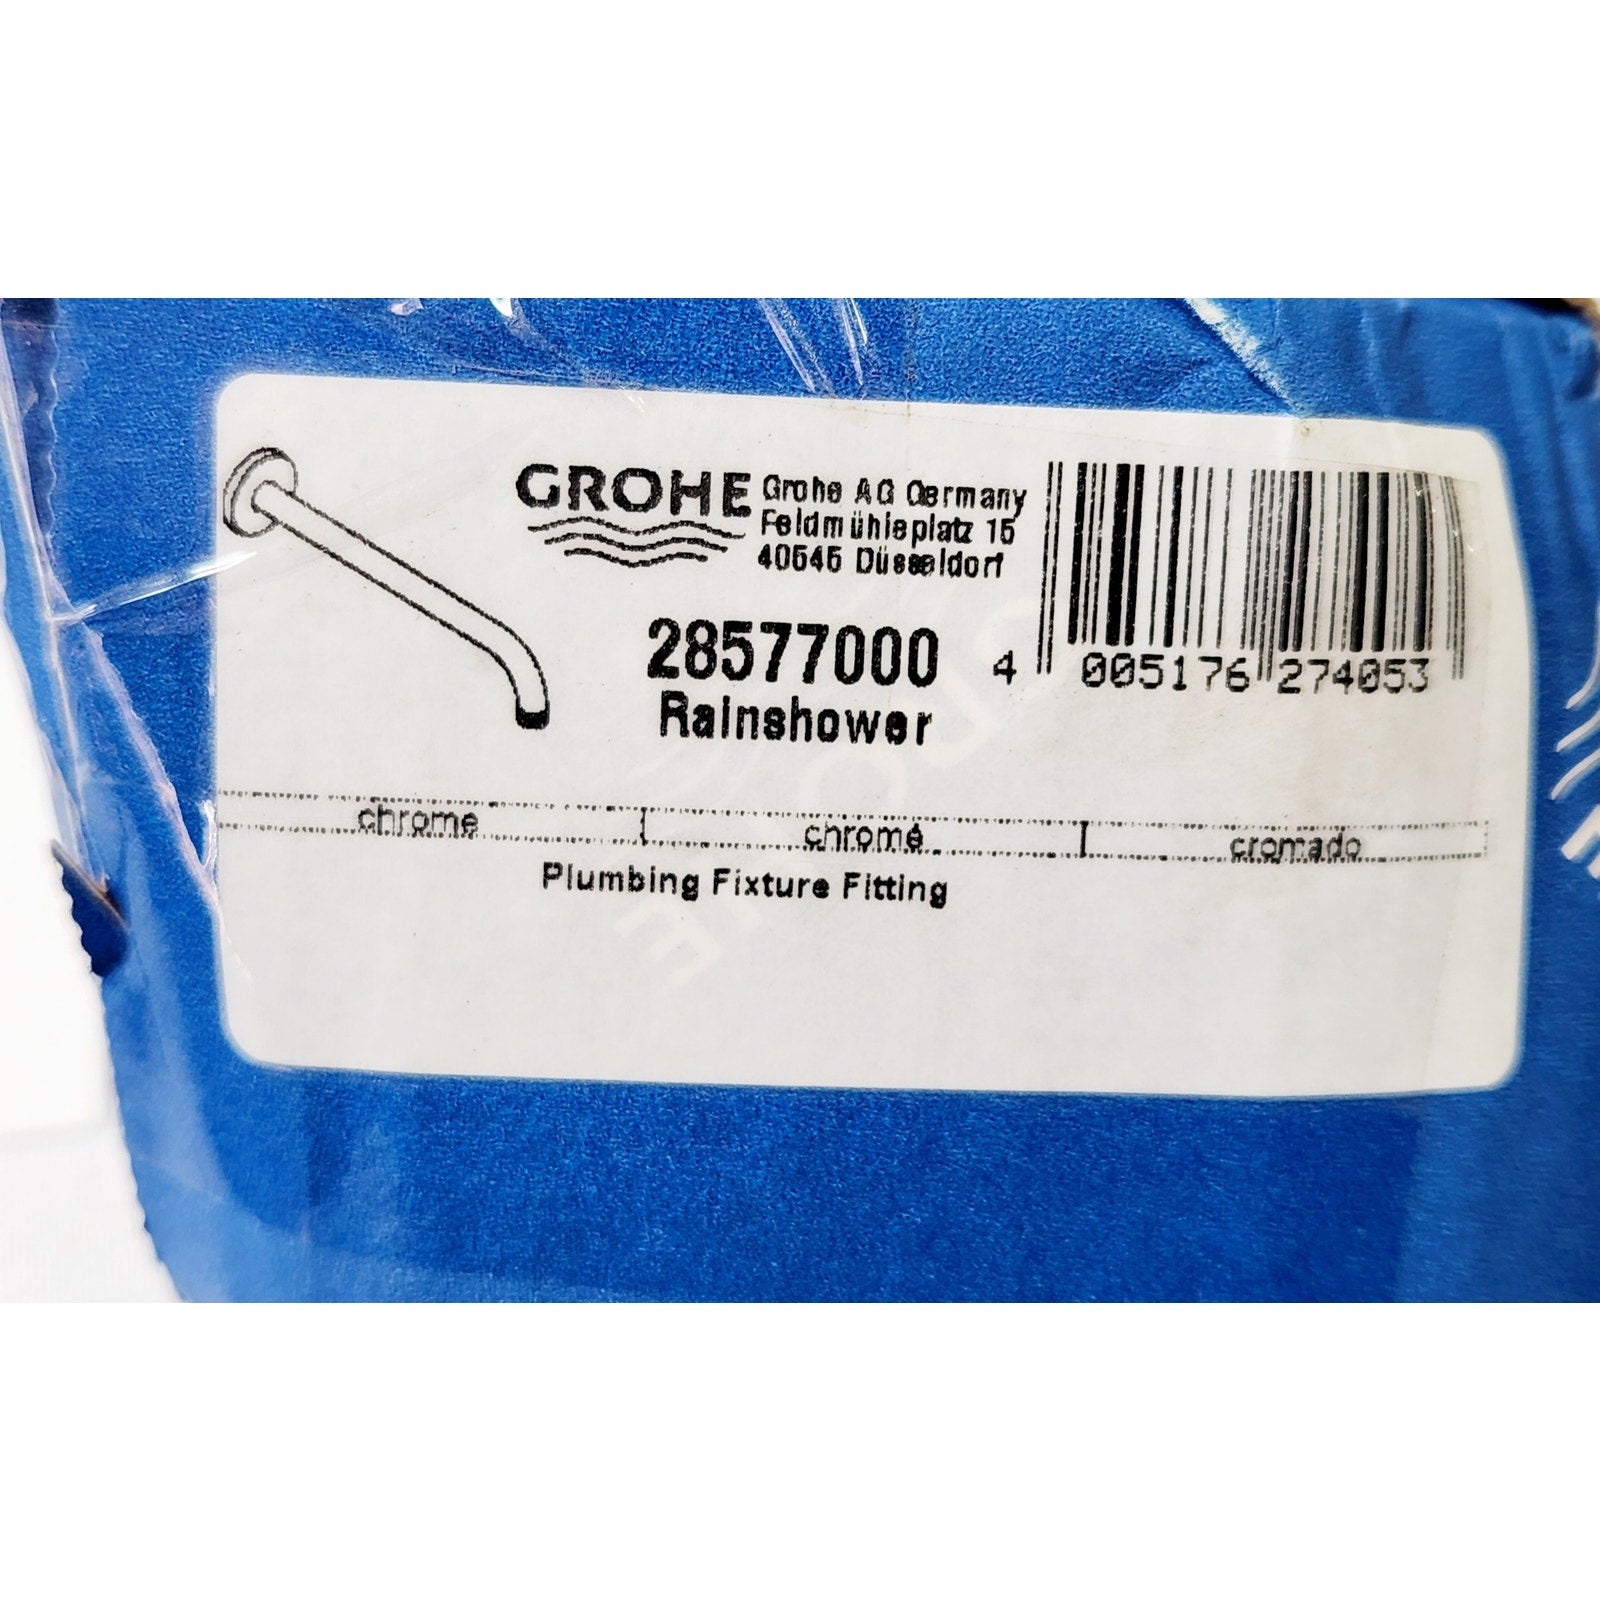 GROHE
Grohe AG Germany
Feldmühleplatz 15
40545 Düsseldorf
28577000
Rainshower
4 005176 274053
chrome chromé cromado
Plumbing Fixture Fitting